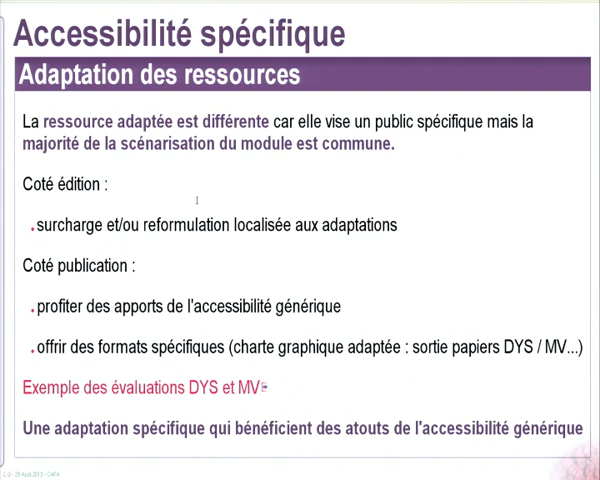 Accessibilité spécifique
Adaptation des ressources
La ressource adaptée est différente car elle vise un public spécifique mais la
majorité de la scénarisation du module est commune.
Coté édition :
surcharge et/ou reformulation localisée aux adaptations
Coté publication :
profiter des apports de l'accessibilité générique
offrir des formats spécifiques (charte graphique adaptée : sortie papiers DYS / MV...)
Exemple des évaluations DYS et MV
Une adaptation spécifique qui bénéficient des atouts de l'accessibilité générique